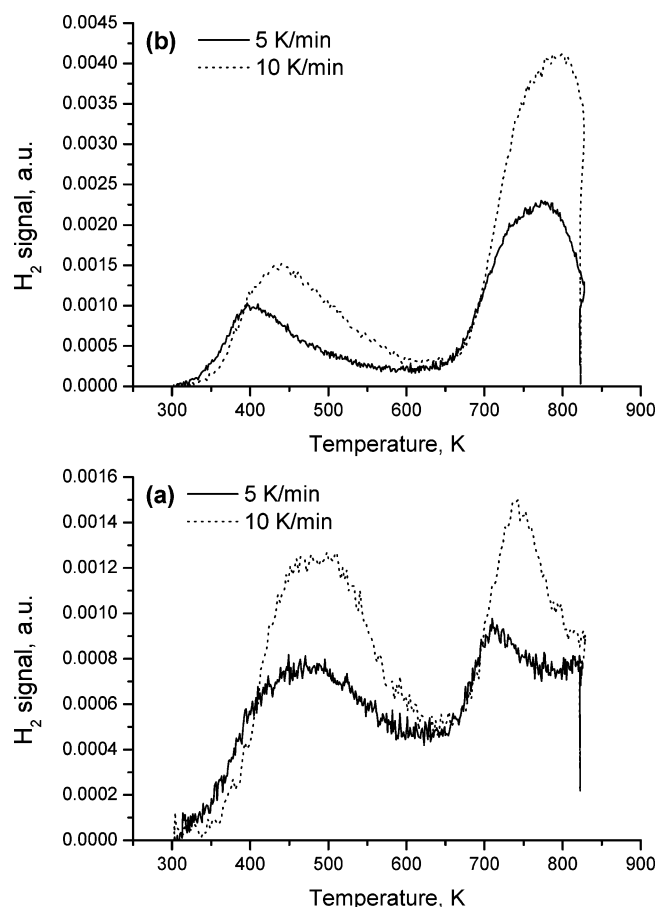 (b)
5 K/min
10 K/min
H2 signal, a.u.
0.0045
0.0040
0.0035
0.0030
0.0025
0.0020
0.0015
0.0010
0.0005
0.0000
300 400 500 600 700 800 900
Temperature, K
(a)
5 K/min
10 K/min
H2 signal, a.u.
0.0016
0.0014
0.0012
0.0010
0.0008
0.0006
0.0004
0.0002
0.0000
300 400 500 600 700 800 900
Temperature, K